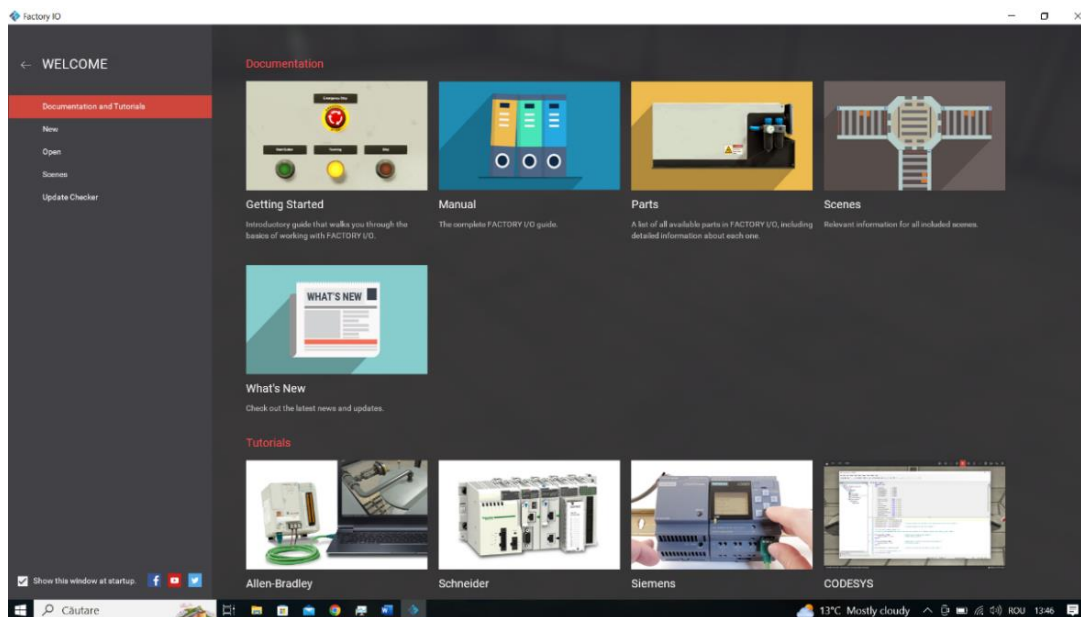 Factory IO
WELCOME
Documentation and Tutorials
New
Open
Scenes
Update Checker
Show this window at startup.
Documentation
Getting Started
Introductory guide that walks you through the
basics of working with FACTORY I/O.
Manual
The complete FACTORY I/O guide.
Parts
A list of all available parts in FACTORY I/O, including
detailed information about each one.
Scenes
Relevant information for all included scenes.
WHAT'S NEW
What's New
Check out the latest news and updates.
Tutorials
Allen-Bradley
Schneider
Siemens
CODESYS
Căutare
13°C Mostly cloudy
ROU
13:46